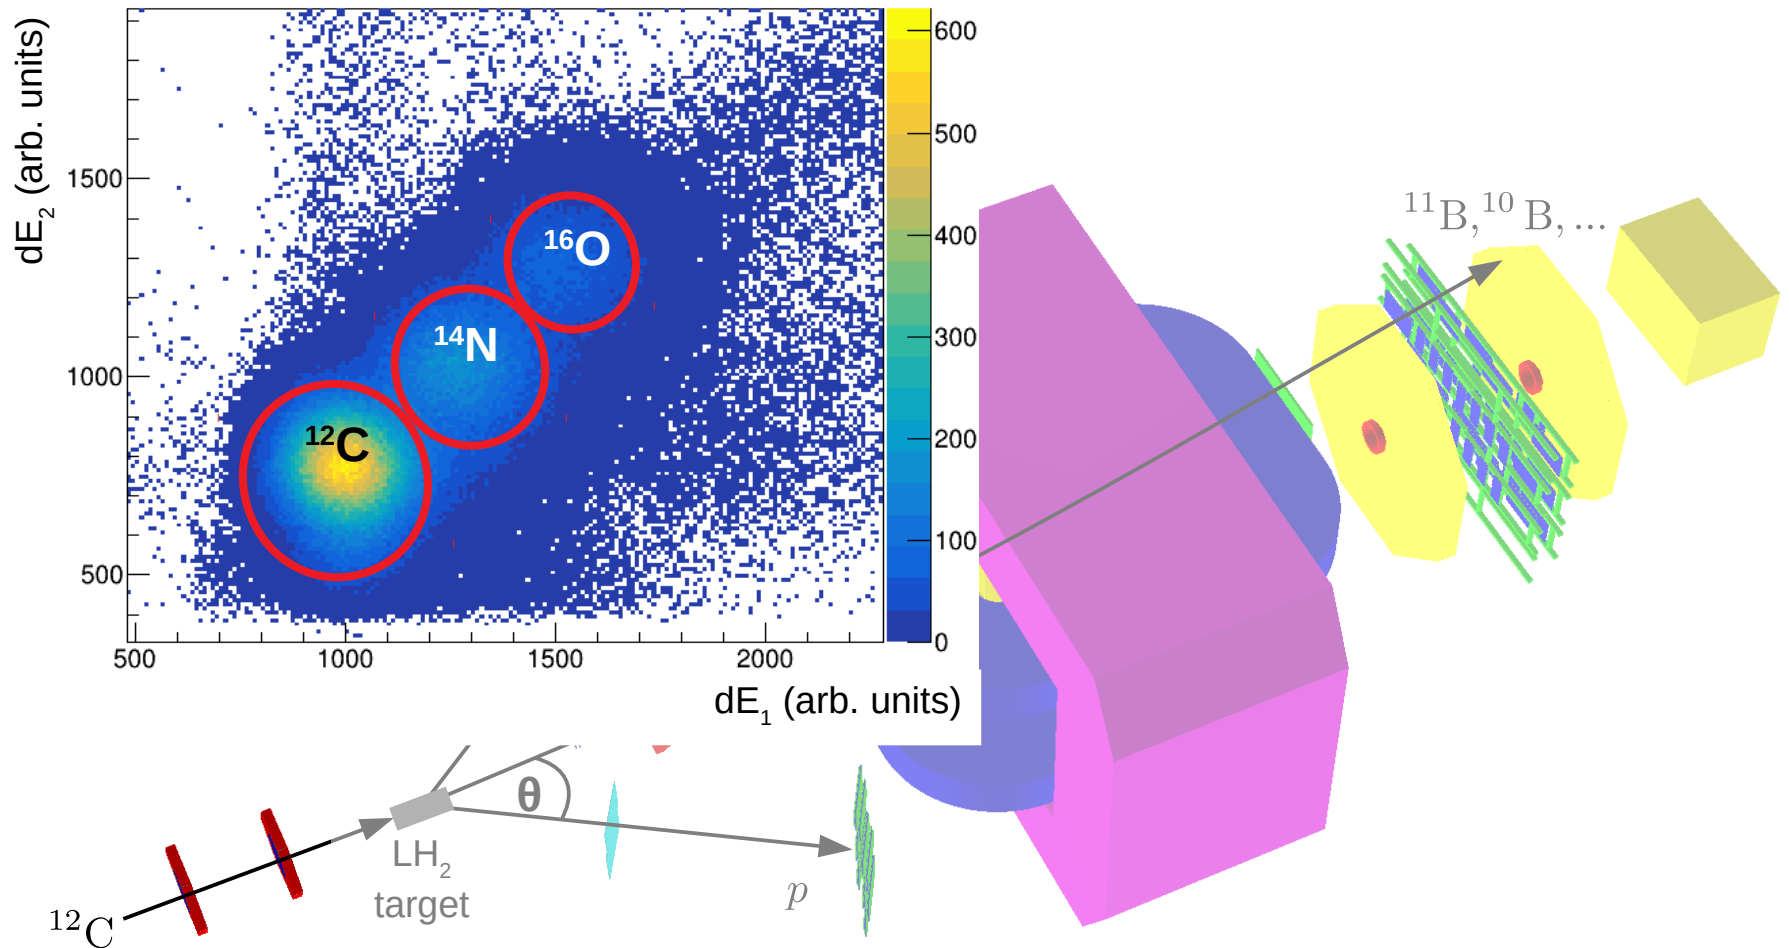 dE₂ (arb. units)
1500
1000
500
¹⁶O
¹⁴N
¹²C
600
500
400
300
200
100
0
500 1000 1500 2000
dE₁ (arb. units)
¹¹B,¹⁰ B, ...
θ
LH₂
target
p
¹²C